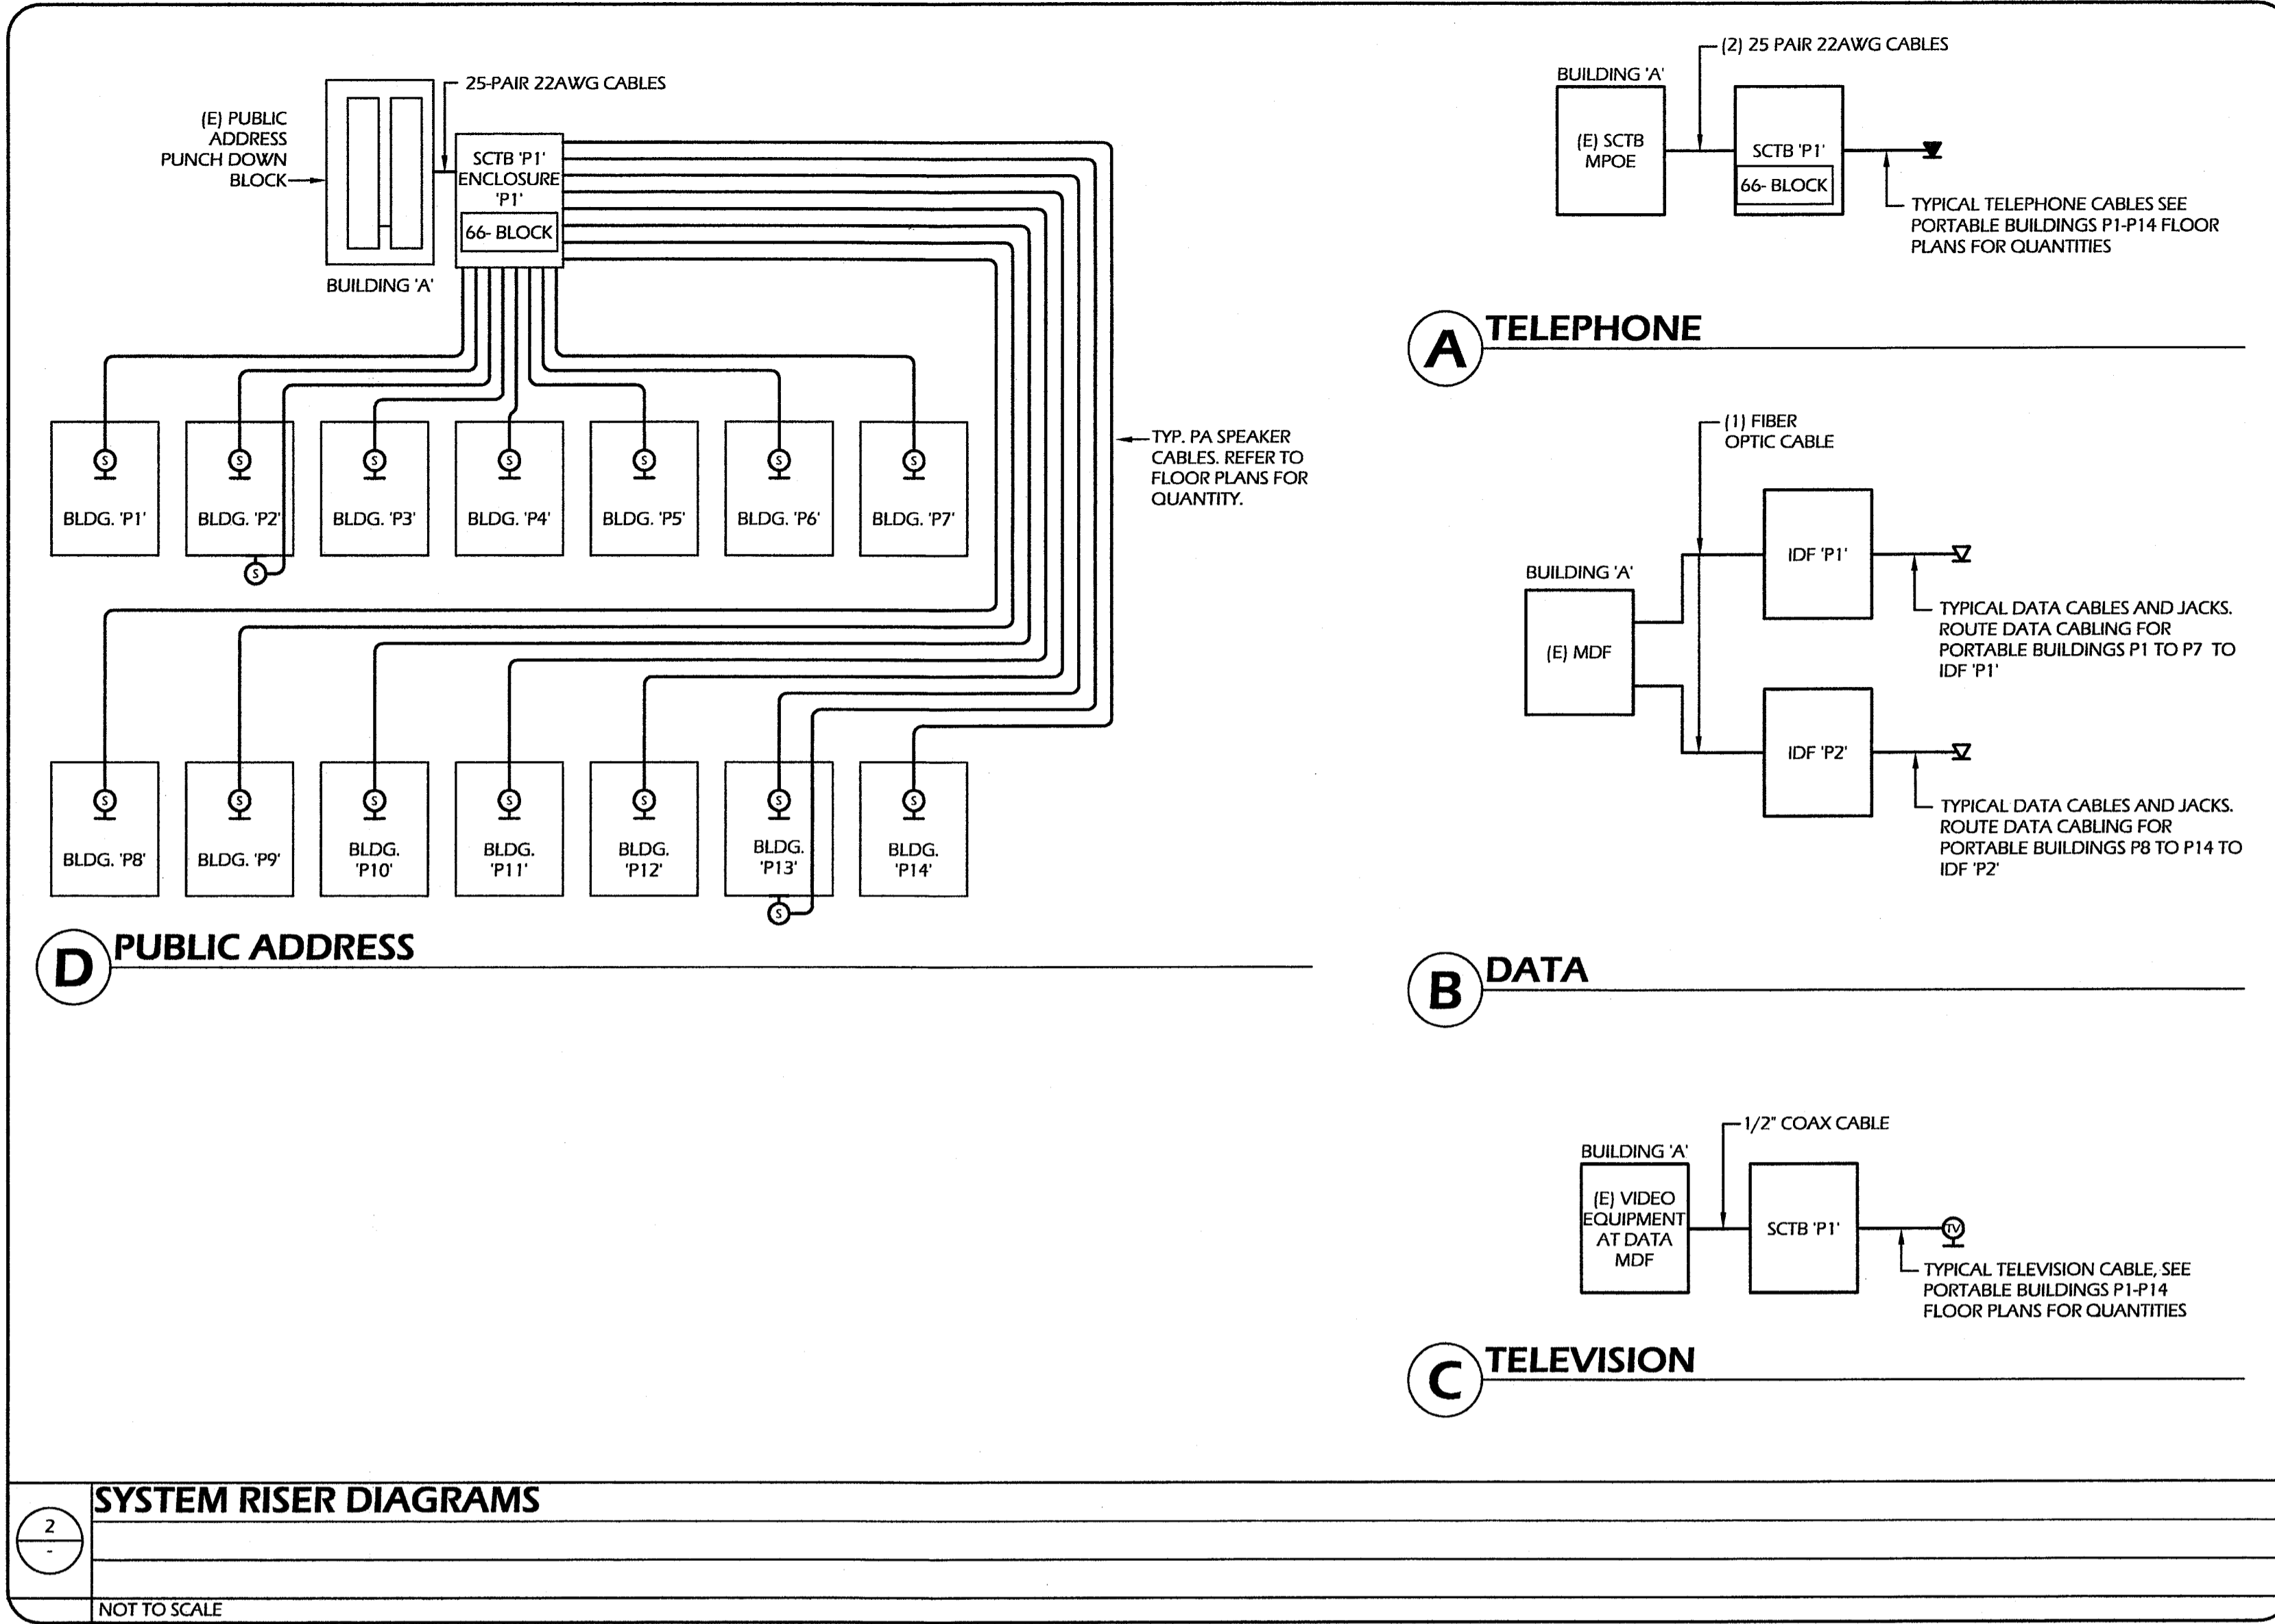 25-PAIR 22AWG CABLES
(E) PUBLIC
ADDRESS
PUNCH DOWN
BLOCK
SCTB 'P1'
ENCLOSURE
'P1'
66- BLOCK
BUILDING 'A'
TYP. PA SPEAKER
CABLES. REFER TO
FLOOR PLANS FOR
QUANTITY.
S
S
S
S
S
S
S
BLDG. 'P1'
BLDG. 'P2'
BLDG. 'P3'
BLDG. 'P4'
BLDG. 'P5'
BLDG. 'P6'
BLDG. 'P7'
S
S
S
S
S
S
S
S
BLDG. 'P8'
BLDG. 'P9'
BLDG.
'P10'
BLDG.
'P11'
BLDG.
'P12'
BLDG.
'P13'
BLDG.
'P14'
S
D
PUBLIC ADDRESS
(2) 25 PAIR 22AWG CABLES
BUILDING 'A'
(E) SCTB
MPOE
SCTB 'P1'
66- BLOCK
TYPICAL TELEPHONE CABLES SEE
PORTABLE BUILDINGS P1-P14 FLOOR
PLANS FOR QUANTITIES
A
TELEPHONE
(1) FIBER
OPTIC CABLE
BUILDING 'A'
(E) MDF
IDF 'P1'
TYPICAL DATA CABLES AND JACKS.
ROUTE DATA CABLING FOR
PORTABLE BUILDINGS P1 TO P7 TO
IDF 'P1'
IDF 'P2'
TYPICAL DATA CABLES AND JACKS.
ROUTE DATA CABLING FOR
PORTABLE BUILDINGS P8 TO P14 TO
IDF 'P2'
B
DATA
1/2" COAX CABLE
BUILDING 'A'
(E) VIDEO
EQUIPMENT
AT DATA
MDF
SCTB 'P1'
TV
TYPICAL TELEVISION CABLE, SEE
PORTABLE BUILDINGS P1-P14
FLOOR PLANS FOR QUANTITIES
C
TELEVISION
2
-
SYSTEM RISER DIAGRAMS
NOT TO SCALE